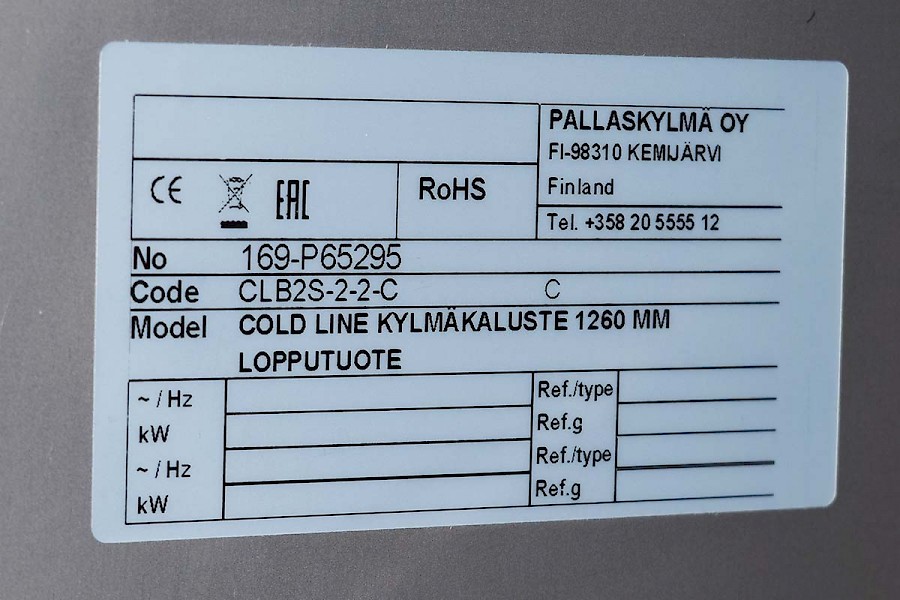 PALLASKYLMÄ OY
FI-98310 KEMIJÄRVI
Finland
Tel. +358 20 5555 12
CE EAC RoHS
No 169-P65295
Code CLB2S-2-2-C C
Model COLD LINE KYLMÄKALUSTE 1260 MM
LOPPUTUOTE
~ / Hz Ref./type
kW Ref.g
~ / Hz Ref./type
kW Ref.g